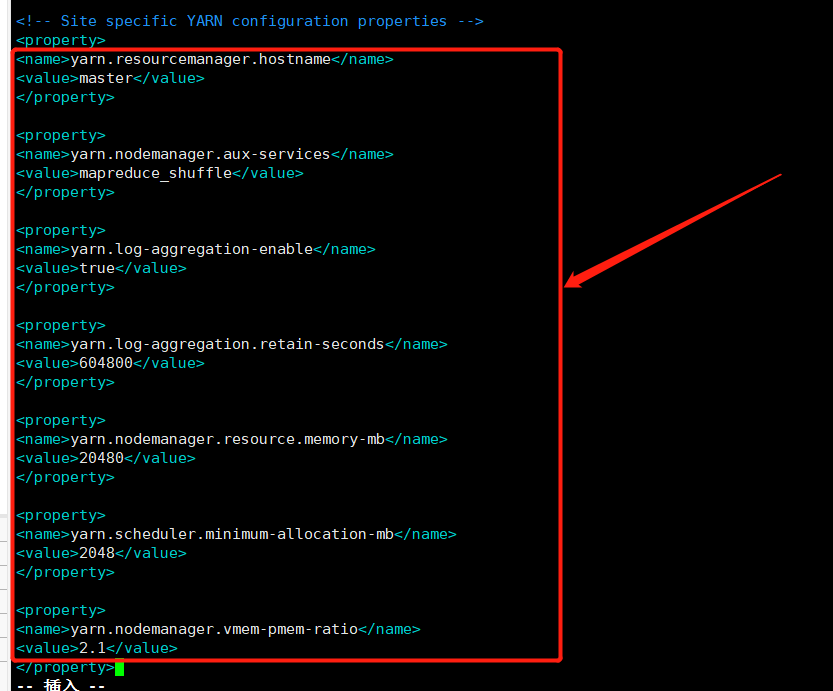 <!-- Site specific YARN configuration properties -->
<property>
<name>yarn.resourcemanager.hostname</name>
<value>master</value>
</property>
<property>
<name>yarn.nodemanager.aux-services</name>
<value>mapreduce_shuffle</value>
</property>
<property>
<name>yarn.log-aggregation-enable</name>
<value>true</value>
</property>
<property>
<name>yarn.log-aggregation.retain-seconds</name>
<value>604800</value>
</property>
<property>
<name>yarn.nodemanager.resource.memory-mb</name>
<value>20480</value>
</property>
<property>
<name>yarn.scheduler.minimum-allocation-mb</name>
<value>2048</value>
</property>
<property>
<name>yarn.nodemanager.vmem-pmem-ratio</name>
<value>2.1</value>
</property>
-- 插入 --